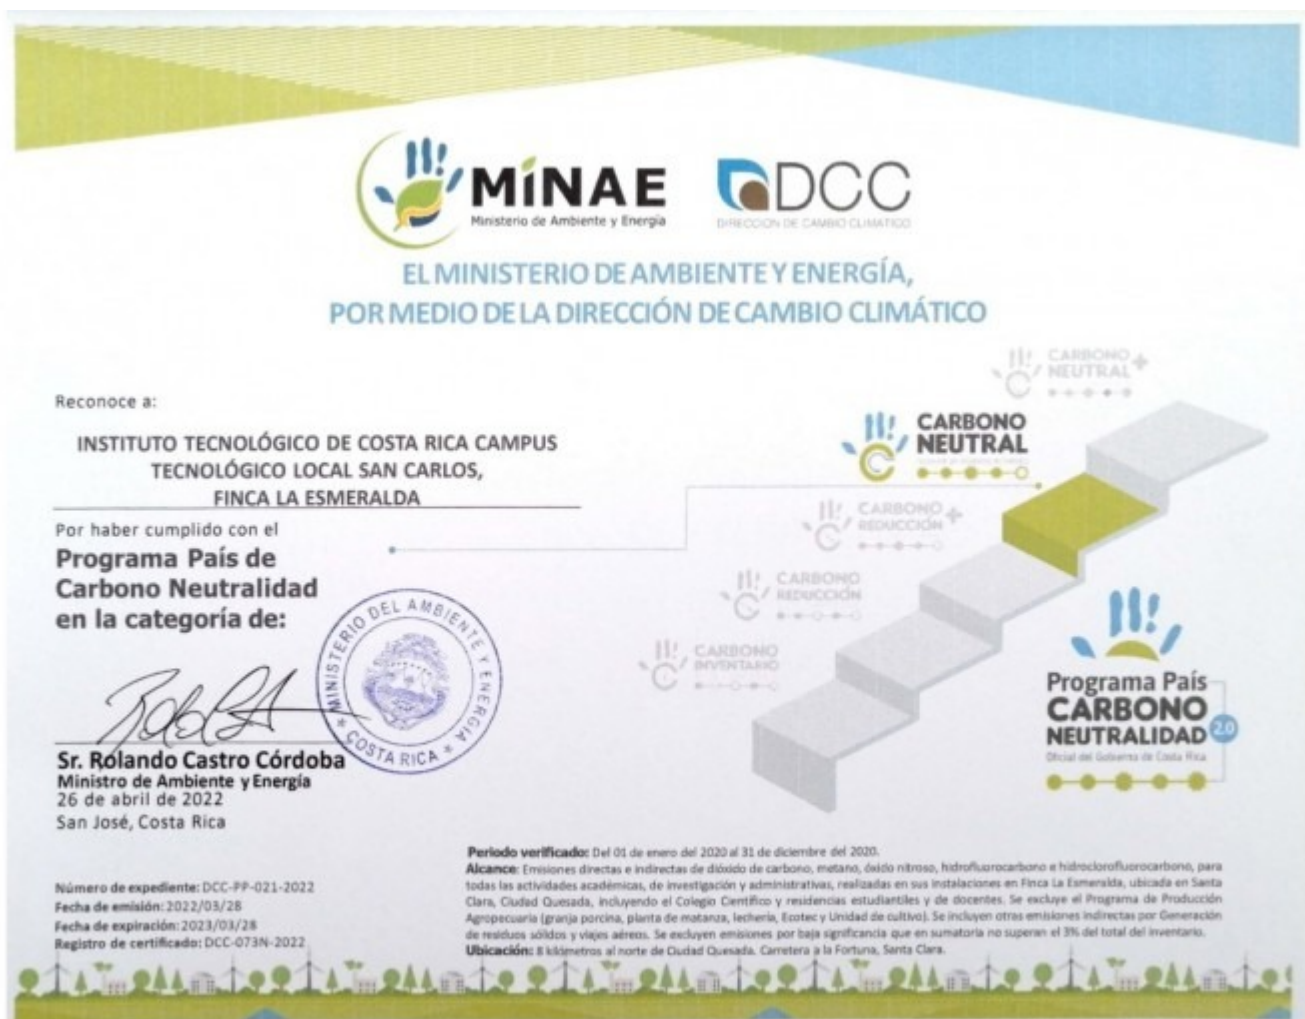 MINAE
Ministerio de Ambiente y Energía
DCC
DIRECCIÓN DE CAMBIO CLIMÁTICO
EL MINISTERIO DE AMBIENTE Y ENERGÍA,
POR MEDIO DE LA DIRECCIÓN DE CAMBIO CLIMÁTICO
Reconoce a:
INSTITUTO TECNOLÓGICO DE COSTA RICA CAMPUS
TECNOLÓGICO LOCAL SAN CARLOS,
FINCA LA ESMERALDA
Por haber cumplido con el
Programa País de
Carbono Neutralidad
en la categoría de:
CARBONO
NEUTRAL +
CARBONO
NEUTRAL
CARBONO
REDUCCIÓN +
CARBONO
REDUCCIÓN
CARBONO
INVENTARIO
Programa País
CARBONO
NEUTRALIDAD
2.0
Oficial del Gobierno de Costa Rica
MINISTERIO DEL AMBIENTE Y ENERGIA
* COSTA RICA *
Sr. Rolando Castro Córdoba
Ministro de Ambiente y Energía
26 de abril de 2022
San José, Costa Rica
Número de expediente: DCC-PP-021-2022
Fecha de emisión: 2022/03/28
Fecha de expiración: 2023/03/28
Registro de certificado: DCC-073N-2022
Periodo verificado: Del 01 de enero del 2020 al 31 de diciembre del 2020.
Alcance: Emisiones directas e indirectas de dióxido de carbono, metano, óxido nitroso, hidrofluorocarbono e hidroclorofluorocarbono, para
todas las actividades académicas, de investigación y administrativas, realizadas en sus instalaciones en Finca La Esmeralda, ubicada en Santa
Clara, Ciudad Quesada, incluyendo el Colegio Científico y residencias estudiantiles y de docentes. Se excluye el Programa de Producción
Agropecuaria (granja porcina, planta de matanza, lechería, Ecotec y Unidad de cultivo). Se incluyen otras emisiones indirectas por Generación
de residuos sólidos y viajes aéreos. Se excluyen emisiones por baja significancia que en sumatoria no superan el 3% del total del inventario.
Ubicación: 8 kilómetros al norte de Ciudad Quesada. Carretera a la Fortuna, Santa Clara.